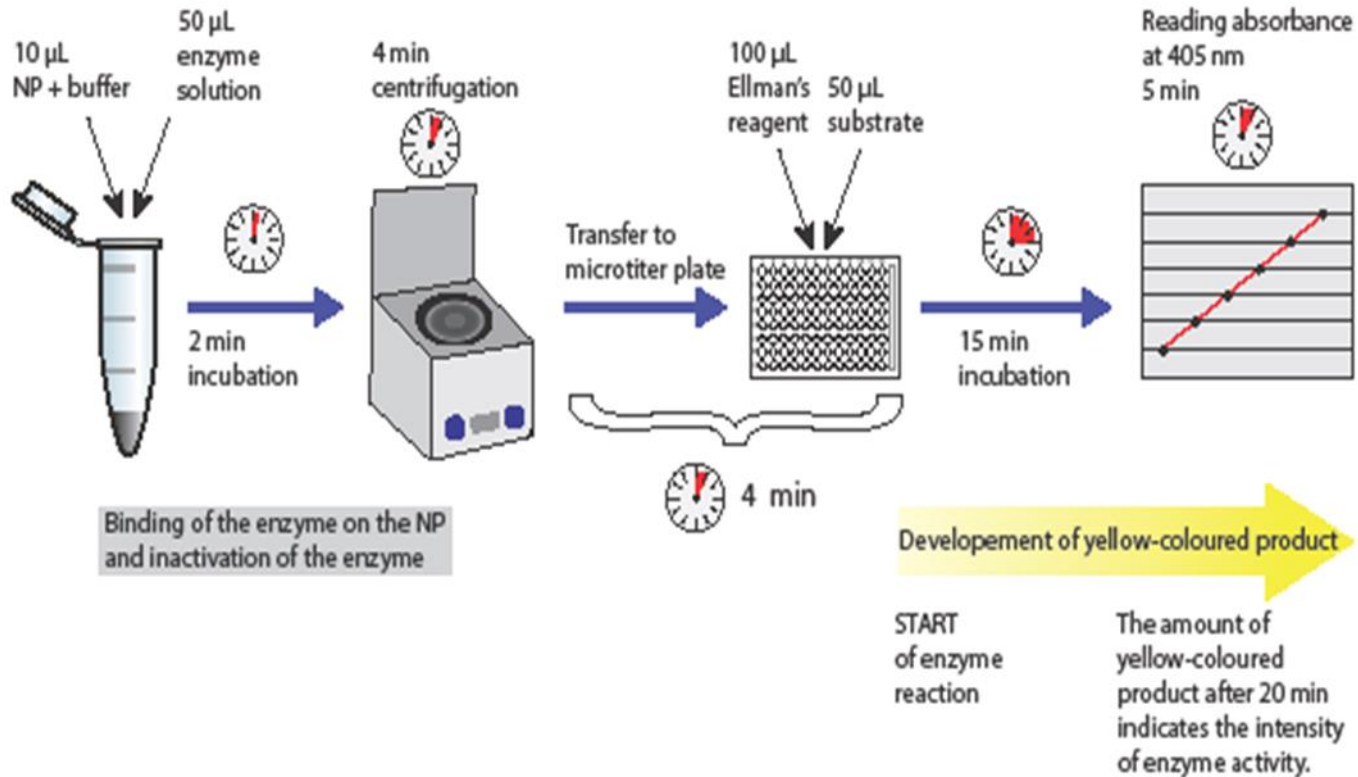 10 µL
NP + buffer
50 µL
enzyme
solution
2 min
incubation
4 min
centrifugation
Transfer to
microtiter plate
100 µL
Ellman's
reagent
50 µL
substrate
4 min
15 min
incubation
Reading absorbance
at 405 nm
5 min
Binding of the enzyme on the NP
and inactivation of the enzyme
Developement of yellow-coloured product
START
of enzyme
reaction
The amount of
yellow-coloured
product after 20 min
indicates the intensity
of enzyme activity.